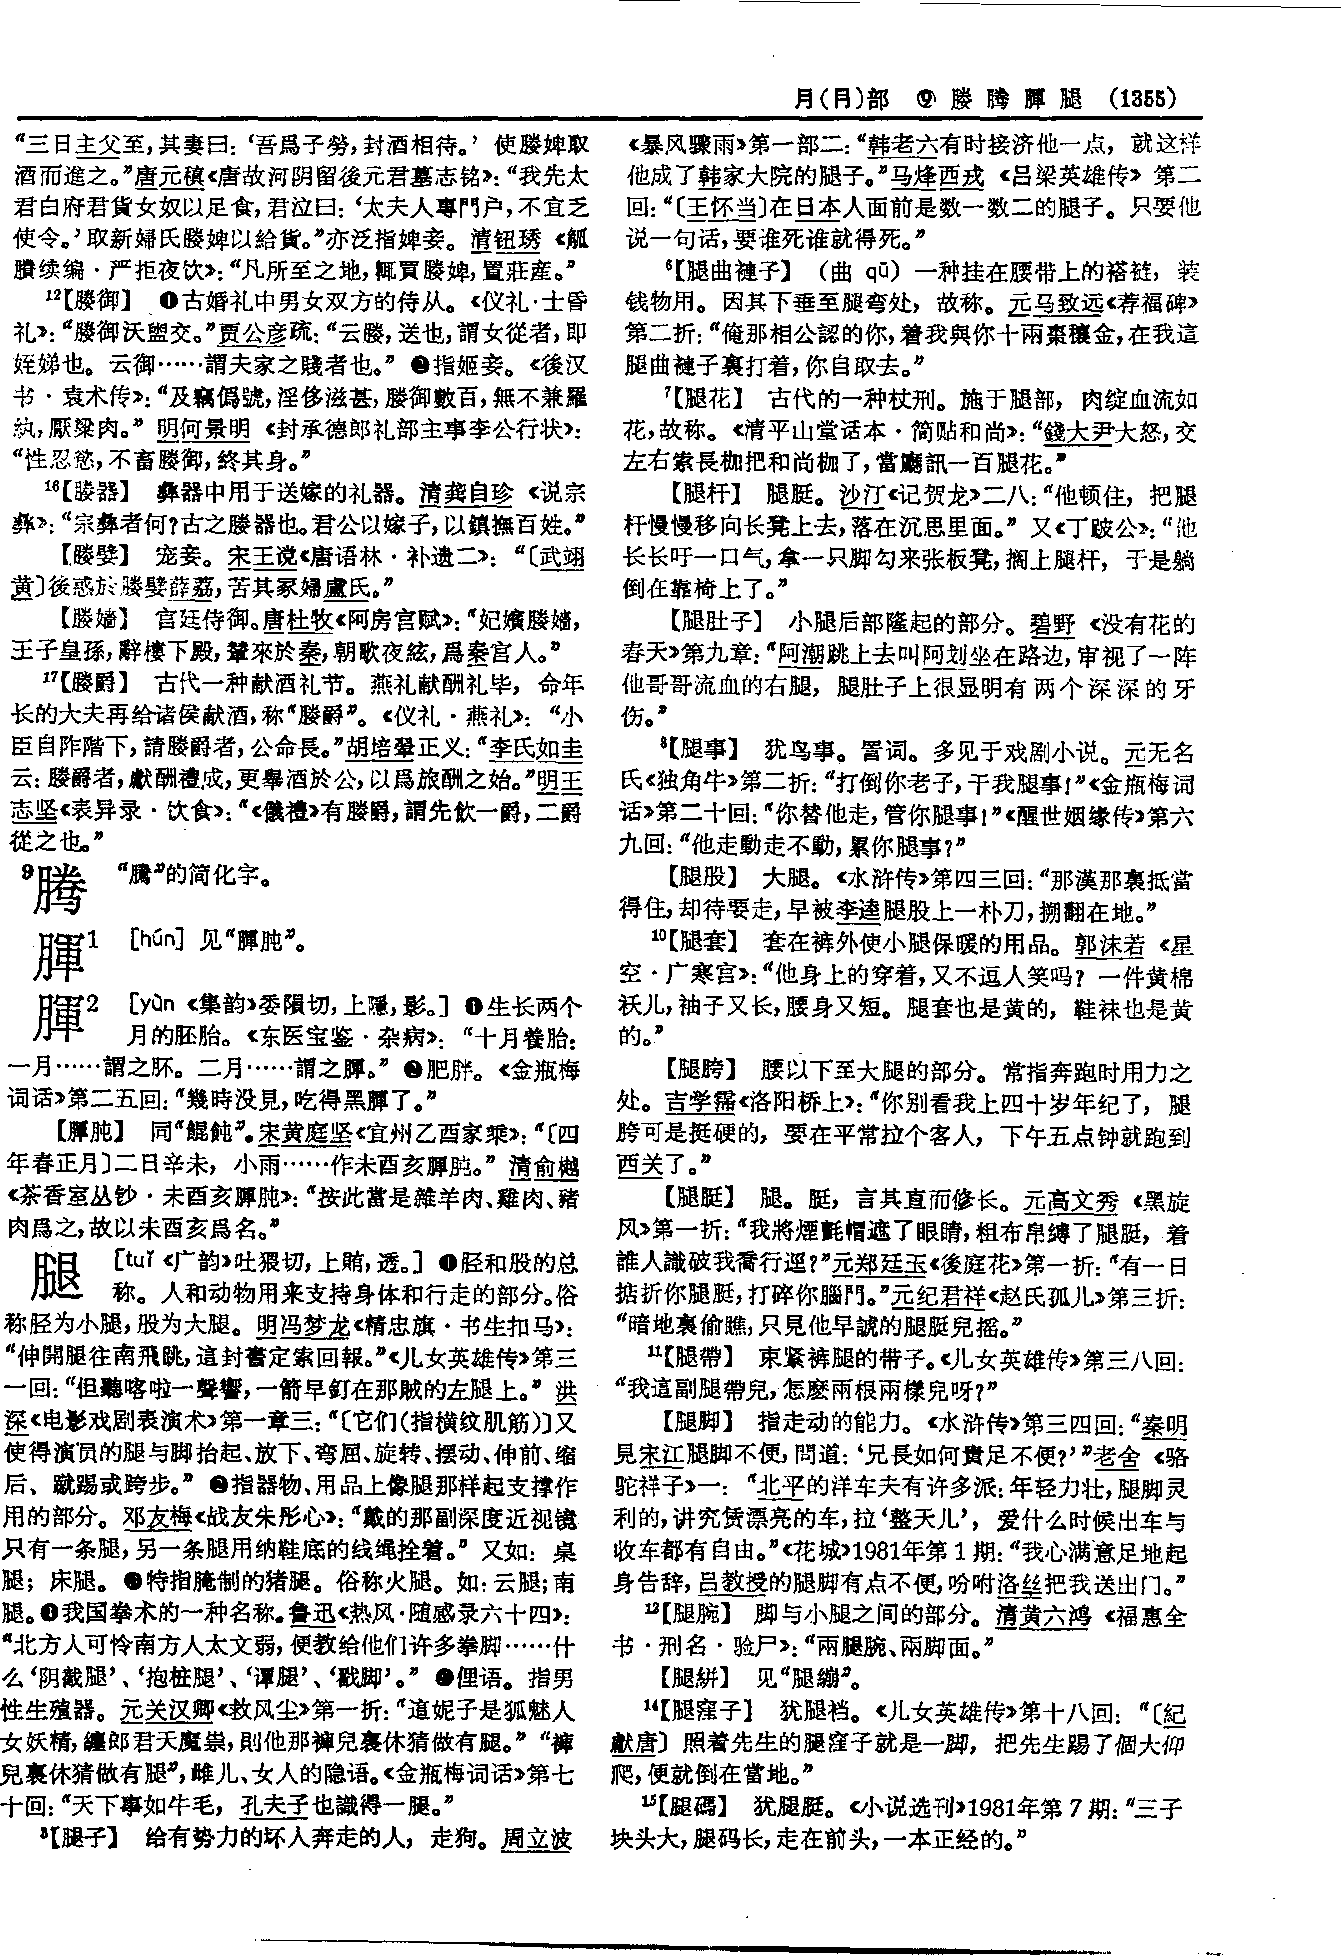 月(⺼)部 ⑨ 媵 腾 腪 腿 (1355)
“三日主父至,其妻曰:‘吾爲子勞,封酒相待。’ 使媵婢取
酒而進之。”唐元稹《唐故河阴留後元君墓志铭》:“我先太
君白府君貨女奴以足食,君泣曰:‘太夫人專門户,不宜乏
使令。’取新婦氏媵婢以給貨。”亦泛指婢妾。清钮琇《觚
賸续编·严拒夜饮》:“凡所至之地,輒買媵婢,置莊産。”
12【媵御】 ❶古婚礼中男女双方的侍从。《仪礼·士昏
礼》:“媵御沃盥交。”贾公彦疏:“云媵,送也,謂女從者,即
姪娣也。云御……謂夫家之賤者也。” ❷指姬妾。《後汉
书·袁术传》:“及竊僞號,淫侈滋甚,媵御數百,無不兼羅
紈,厭粱肉。” 明何景明《封承德郎礼部主事李公行状》:
“性忍慾,不畜媵御,終其身。”
16【媵器】 彝器中用于送嫁的礼器。清龚自珍《说宗
彝》:“宗彝者何?古之媵器也。君公以嫁子,以鎮撫百姓。”
【媵嬖】 宠妾。宋王谠《唐语林·补遗二》:“〔武翊
黄〕後惑於媵嬖薛荔,苦其冢婦盧氏。”
【媵嬙】 宫廷侍御。唐杜牧《阿房宫赋》:“妃嬪媵嬙,
王子皇孫,辭樓下殿,輦來於秦,朝歌夜絃,爲秦宫人。”
17【媵爵】 古代一种献酒礼节。燕礼献酬礼毕,命年
长的大夫再给诸侯献酒,称“媵爵”。《仪礼·燕礼》:“小
臣自阼階下,請媵爵者,公命長。”胡培翚正义:“李氏如圭
云:媵爵者,獻酬禮成,更舉酒於公,以爲旅酬之始。”明王
志坚《表异录·饮食》:“《儀禮》有媵爵,謂先飲一爵,二爵
從之也。”
9腾 “騰”的简化字。
腪1 [hún] 见“腪肫”。
腪2 [yǔn《集韵》委隕切,上隱,影。] ❶生长两个
月的胚胎。《东医宝鉴·杂病》:“十月養胎:
一月……謂之胚。二月……謂之腪。” ❷肥胖。《金瓶梅
词话》第二五回:“幾時没見,吃得黑腪了。”
【腪肫】 同“餛飩”。宋黄庭坚《宜州乙酉家乘》:“〔四
年春正月〕二日辛未,小雨……作未酉亥腪肫。” 清俞樾
《茶香室丛钞·未酉亥腪肫》:“按此當是雜羊肉、雞肉、豬
肉爲之,故以未酉亥爲名。”
腿 [tuǐ《广韵》吐猥切,上賄,透。] ❶胫和股的总
称。人和动物用来支持身体和行走的部分。俗
称胫为小腿,股为大腿。明冯梦龙《精忠旗·书生扣马》:
“伸開腿往南飛跳,這封書定索回報。”《儿女英雄传》第三
一回:“但聽喀啦一聲響,一箭早釘在那賊的左腿上。” 洪
深《电影戏剧表演术》第一章三:“〔它们(指横纹肌筋)〕又
使得演员的腿与脚抬起、放下、弯屈、旋转、摆动、伸前、缩
后、蹴踢或跨步。” ❷指器物、用品上像腿那样起支撑作
用的部分。邓友梅《战友朱彤心》:“戴的那副深度近视镜
只有一条腿,另一条腿用纳鞋底的线绳拴着。” 又如:桌
腿;床腿。❸特指腌制的猪腿。俗称火腿。如:云腿;南
腿。❹我国拳术的一种名称。鲁迅《热风·随感录六十四》:
“北方人可怜南方人太文弱,便教给他们许多拳脚……什
么‘阴截腿’、‘抱桩腿’、‘谭腿’、‘戳脚’。” ❺俚语。指男
性生殖器。元关汉卿《救风尘》第一折:“這妮子是狐魅人
女妖精,纏郎君天魔祟,則他那褲兒裏休猜做有腿。” “褲
兒裏休猜做有腿”,雌儿、女人的隐语。《金瓶梅词话》第七
十回:“天下事如牛毛,孔夫子也識得一腿。”
3【腿子】 给有势力的坏人奔走的人,走狗。周立波
《暴风骤雨》第一部二:“韩老六有时接济他一点,就这样
他成了韩家大院的腿子。”马烽西戎《吕梁英雄传》第二
回:“〔王怀当〕在日本人面前是数一数二的腿子。只要他
说一句话,要谁死谁就得死。”
6【腿曲褳子】 (曲 qū)一种挂在腰带上的褡裢,装
钱物用。因其下垂至腿弯处,故称。元马致远《荐福碑》
第二折:“俺那相公認的你,着我與你十兩棗穰金,在我這
腿曲褳子裏打着,你自取去。”
7【腿花】 古代的一种杖刑。施于腿部,肉绽血流如
花,故称。《清平山堂话本·简贴和尚》:“錢大尹大怒,交
左右索長枷把和尚枷了,當廳訊一百腿花。”
【腿杆】 腿脡。沙汀《记贺龙》二八:“他顿住,把腿
杆慢慢移向长凳上去,落在沉思里面。” 又《丁跛公》:“他
长长吁一口气,拿一只脚勾来张板凳,搁上腿杆,于是躺
倒在靠椅上了。”
【腿肚子】 小腿后部隆起的部分。碧野《没有花的
春天》第九章:“阿潮跳上去叫阿划坐在路边,审视了一阵
他哥哥流血的右腿,腿肚子上很显明有两个深深的牙
伤。”
8【腿事】 犹鸟事。詈词。多见于戏剧小说。元无名
氏《独角牛》第二折:“打倒你老子,干我腿事!”《金瓶梅词
话》第二十回:“你替他走,管你腿事!”《醒世姻缘传》第六
九回:“他走動走不動,累你腿事?”
【腿股】 大腿。《水浒传》第四三回:“那漢那裏抵當
得住,却待要走,早被李逵腿股上一朴刀,搠翻在地。”
10【腿套】 套在裤外使小腿保暖的用品。郭沫若《星
空·广寒宫》:“他身上的穿着,又不逗人笑吗?一件黄棉
袄儿,袖子又长,腰身又短。腿套也是黄的,鞋袜也是黄
的。”
【腿胯】 腰以下至大腿的部分。常指奔跑时用力之
处。吉学霈《洛阳桥上》:“你别看我上四十岁年纪了,腿
胯可是挺硬的,要在平常拉个客人,下午五点钟就跑到
西关了。”
【腿脡】 腿。脡,言其直而修长。元高文秀《黑旋
风》第一折:“我將煙氈帽遮了眼睛,粗布帛縛了腿脡,着
誰人識破我喬行逕?”元郑廷玉《後庭花》第一折:“有一日
掂折你腿脡,打碎你腦門。”元纪君祥《赵氏孤儿》第三折:
“暗地裏偷瞧,只見他早諕的腿脡兒摇。”
11【腿帶】 束紧裤腿的带子。《儿女英雄传》第三八回:
“我這副腿帶兒,怎麽兩根兩樣兒呀?”
【腿脚】 指走动的能力。《水浒传》第三四回:“秦明
見宋江腿脚不便,問道:‘兄長如何貴足不便?’”老舍《骆
驼祥子》一:“北平的洋车夫有许多派:年轻力壮,腿脚灵
利的,讲究赁漂亮的车,拉‘整天儿’,爱什么时候出车与
收车都有自由。”《花城》1981年第1期:“我心满意足地起
身告辞,吕教授的腿脚有点不便,吩咐洛丝把我送出门。”
12【腿腕】 脚与小腿之间的部分。清黄六鸿《福惠全
书·刑名·验尸》:“兩腿腕、兩脚面。”
【腿絣】 见“腿繃”。
14【腿窪子】 犹腿裆。《儿女英雄传》第十八回:“〔紀
獻唐〕照着先生的腿窪子就是一脚,把先生踢了個大仰
爬,便就倒在當地。”
15【腿碼】 犹腿脡。《小说选刊》1981年第7期:“三子
块头大,腿码长,走在前头,一本正经的。”